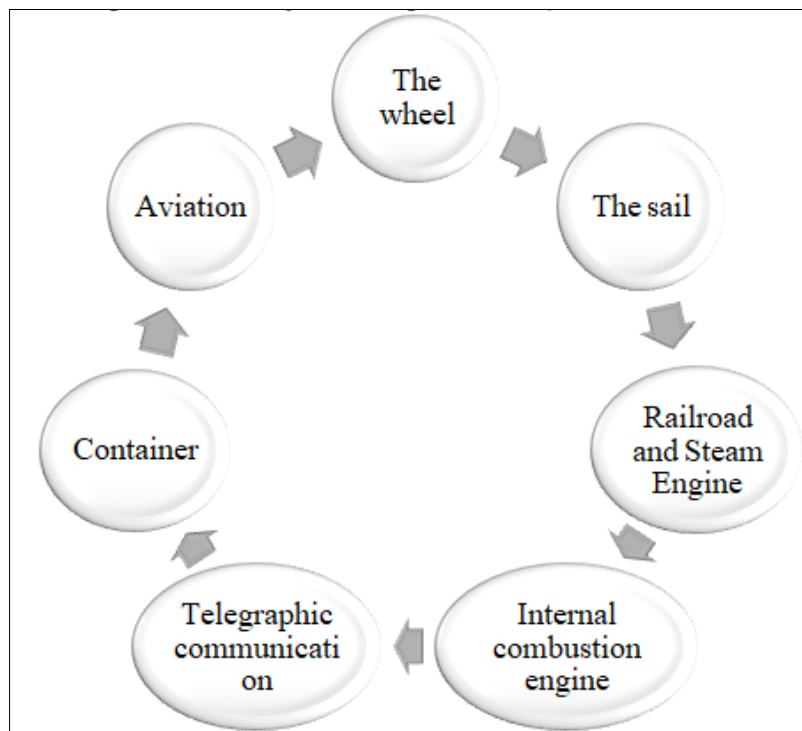 The
wheel
The sail
Railroad
and Steam
Engine
Internal
combustion
engine
Telegraphic
communicati
on
Container
Aviation